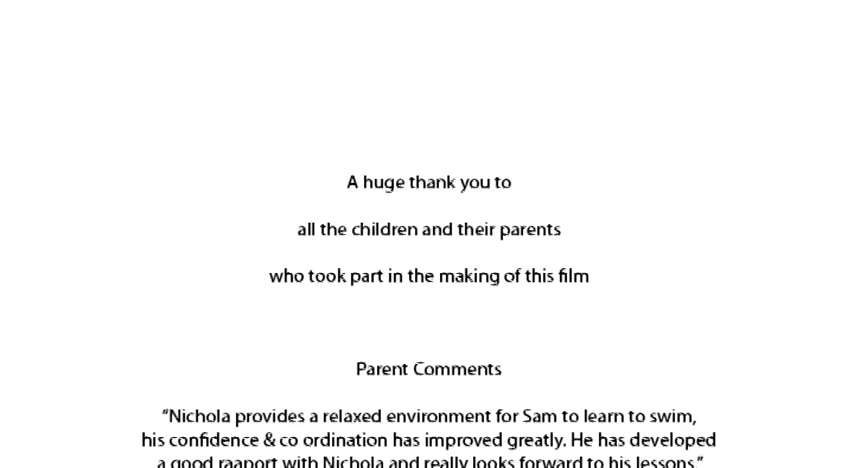 A huge thank you to
all the children and their parents
who took part in the making of this film
Parent Comments
“Nichola provides a relaxed environment for Sam to learn to swim,
his confidence & co ordination has improved greatly. He has developed
a good raaport with Nichola and really looks forward to his lessons.”